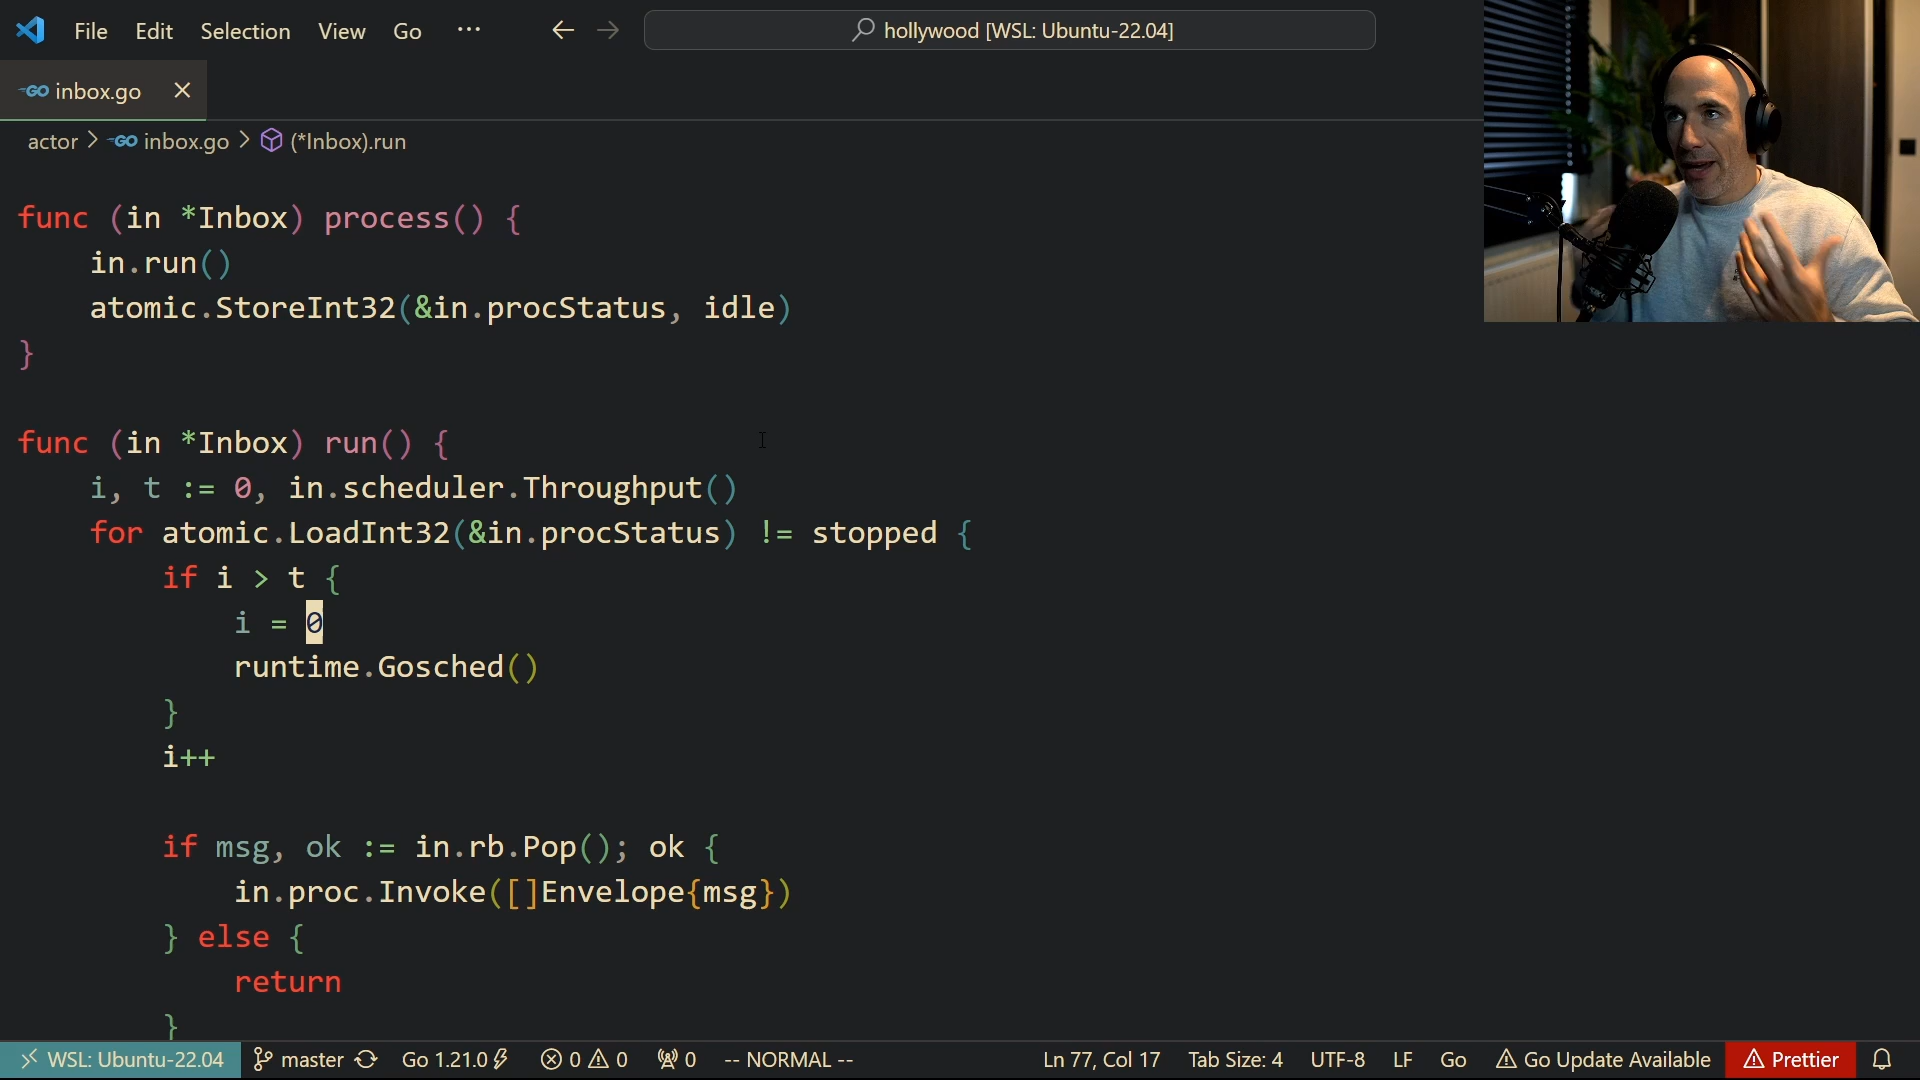 File Edit Selection View Go ··· hollywood [WSL: Ubuntu-22.04]
GO inbox.go
actor > GO inbox.go > (*Inbox).run
func (in *Inbox) process() {
    in.run()
    atomic.StoreInt32(&in.procStatus, idle)
}
func (in *Inbox) run() {
    i, t := 0, in.scheduler.Throughput()
    for atomic.LoadInt32(&in.procStatus) != stopped {
        if i > t {
            i = 0
            runtime.Gosched()
        }
        i++
        if msg, ok := in.rb.Pop(); ok {
            in.proc.Invoke([]Envelope{msg})
        } else {
            return
        }
WSL: Ubuntu-22.04 master Go 1.21.0 0 0 0 -- NORMAL -- Ln 77, Col 17 Tab Size: 4 UTF-8 LF Go Go Update Available Prettier